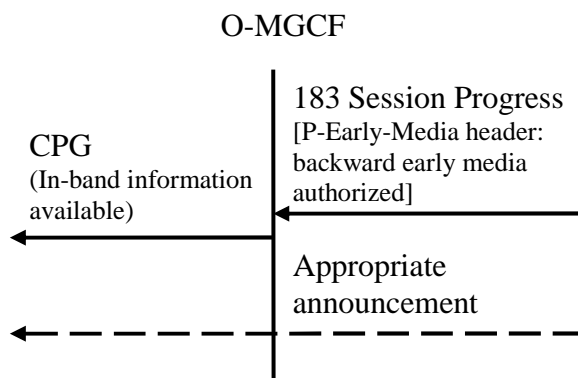 O-MGCF
183 Session Progress
[P-Early-Media header:
backward early media
authorized]
CPG
(In-band information
available)
Appropriate
announcement